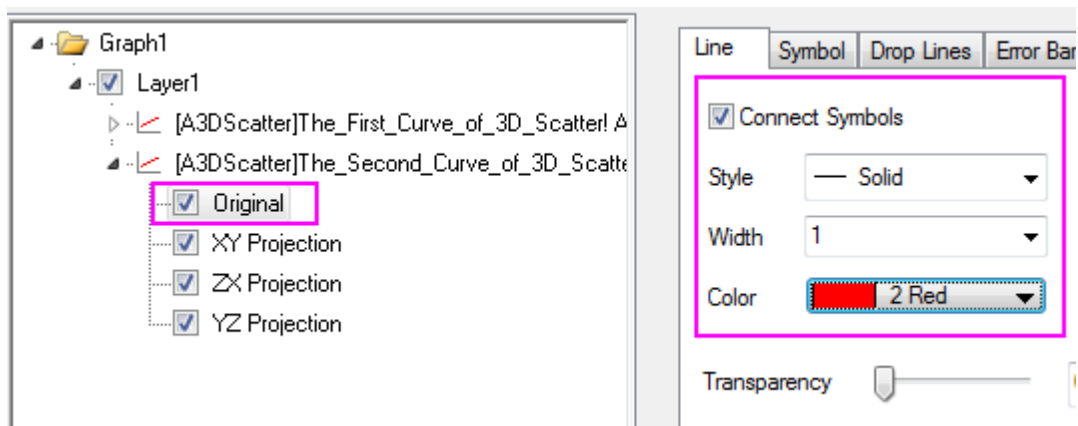 Graph1
Layer1
[A3DScatter]The_First_Curve_of_3D_Scatter! A
[A3DScatter]The_Second_Curve_of_3D_Scatte
Original
XY Projection
ZX Projection
YZ Projection
Line Symbol Drop Lines Error Bar
Connect Symbols
Style Solid
Width 1
Color 2 Red
Transparency